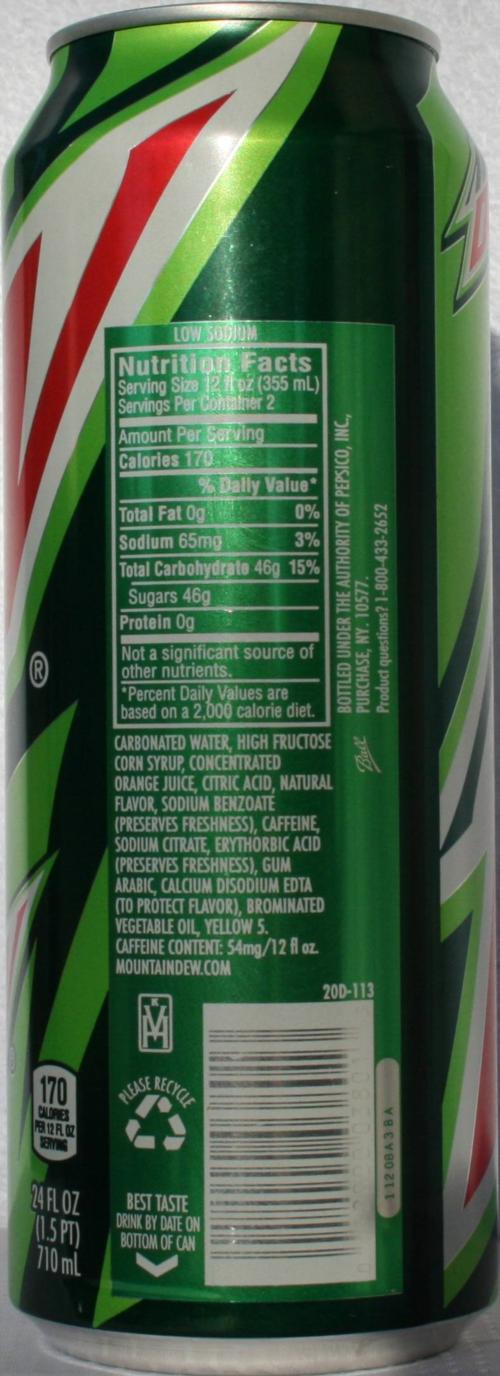 LOW SODIUM
Nutrition Facts
Serving Size 12 fl oz (355 mL)
Servings Per Container 2
Amount Per Serving
Calories 170
% Daily Value*
Total Fat 0g 0%
Sodium 65mg 3%
Total Carbohydrate 46g 15%
Sugars 46g
Protein 0g
Not a significant source of
other nutrients.
*Percent Daily Values are
based on a 2,000 calorie diet.
BOTTLED UNDER THE AUTHORITY OF PEPSICO, INC.,
PURCHASE, NY. 10577.
Product questions? 1-800-433-2652
Ball
®
CARBONATED WATER, HIGH FRUCTOSE
CORN SYRUP, CONCENTRATED
ORANGE JUICE, CITRIC ACID, NATURAL
FLAVOR, SODIUM BENZOATE
(PRESERVES FRESHNESS), CAFFEINE,
SODIUM CITRATE, ERYTHORBIC ACID
(PRESERVES FRESHNESS), GUM
ARABIC, CALCIUM DISODIUM EDTA
(TO PROTECT FLAVOR), BROMINATED
VEGETABLE OIL, YELLOW 5.
CAFFEINE CONTENT: 54mg/12 fl oz.
MOUNTAINDEW.COM
20D-113
K
VM
PLEASE RECYCLE
BEST TASTE
DRINK BY DATE ON
BOTTOM OF CAN
112 08 A 3 B A
170
CALORIES
PER 12 FL OZ
SERVING
24 FL OZ
(1.5 PT)
710 mL